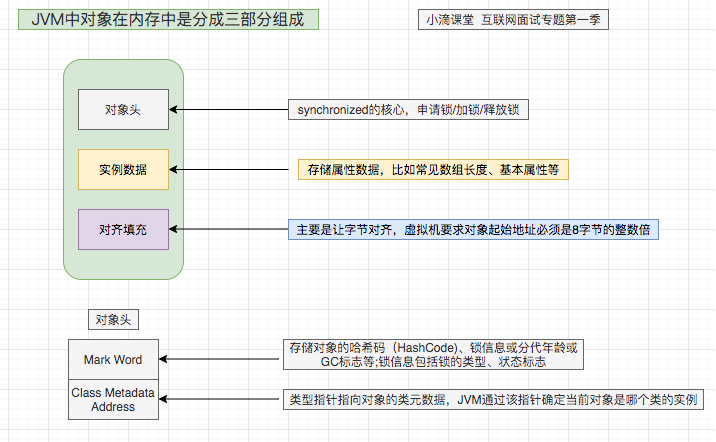 JVM中对象在内存中是分成三部分组成
小滴课堂 互联网面试专题第一季
对象头
synchronized的核心，申请锁/加锁/释放锁
实例数据
存储属性数据，比如常见数组长度、基本属性等
对齐填充
主要是让字节对齐，虚拟机要求对象起始地址必须是8字节的整数倍
对象头
Mark Word
存储对象的哈希码（HashCode)、锁信息或分代年龄或
GC标志等;锁信息包括锁的类型、状态标志
Class Metadata
Address
类型指针指向对象的类元数据，JVM通过该指针确定当前对象是哪个类的实例